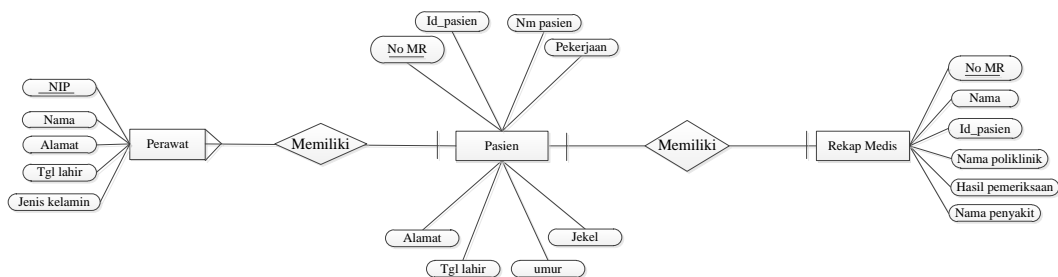 Id_pasien
Nm pasien
No MR
Pekerjaan
NIP
Nama
Alamat
Tgl lahir
Jenis kelamin
Perawat
Memiliki
Pasien
Memiliki
Rekap Medis
No MR
Nama
Id_pasien
Nama poliklinik
Hasil pemeriksaan
Nama penyakit
Alamat
Tgl lahir
umur
Jekel